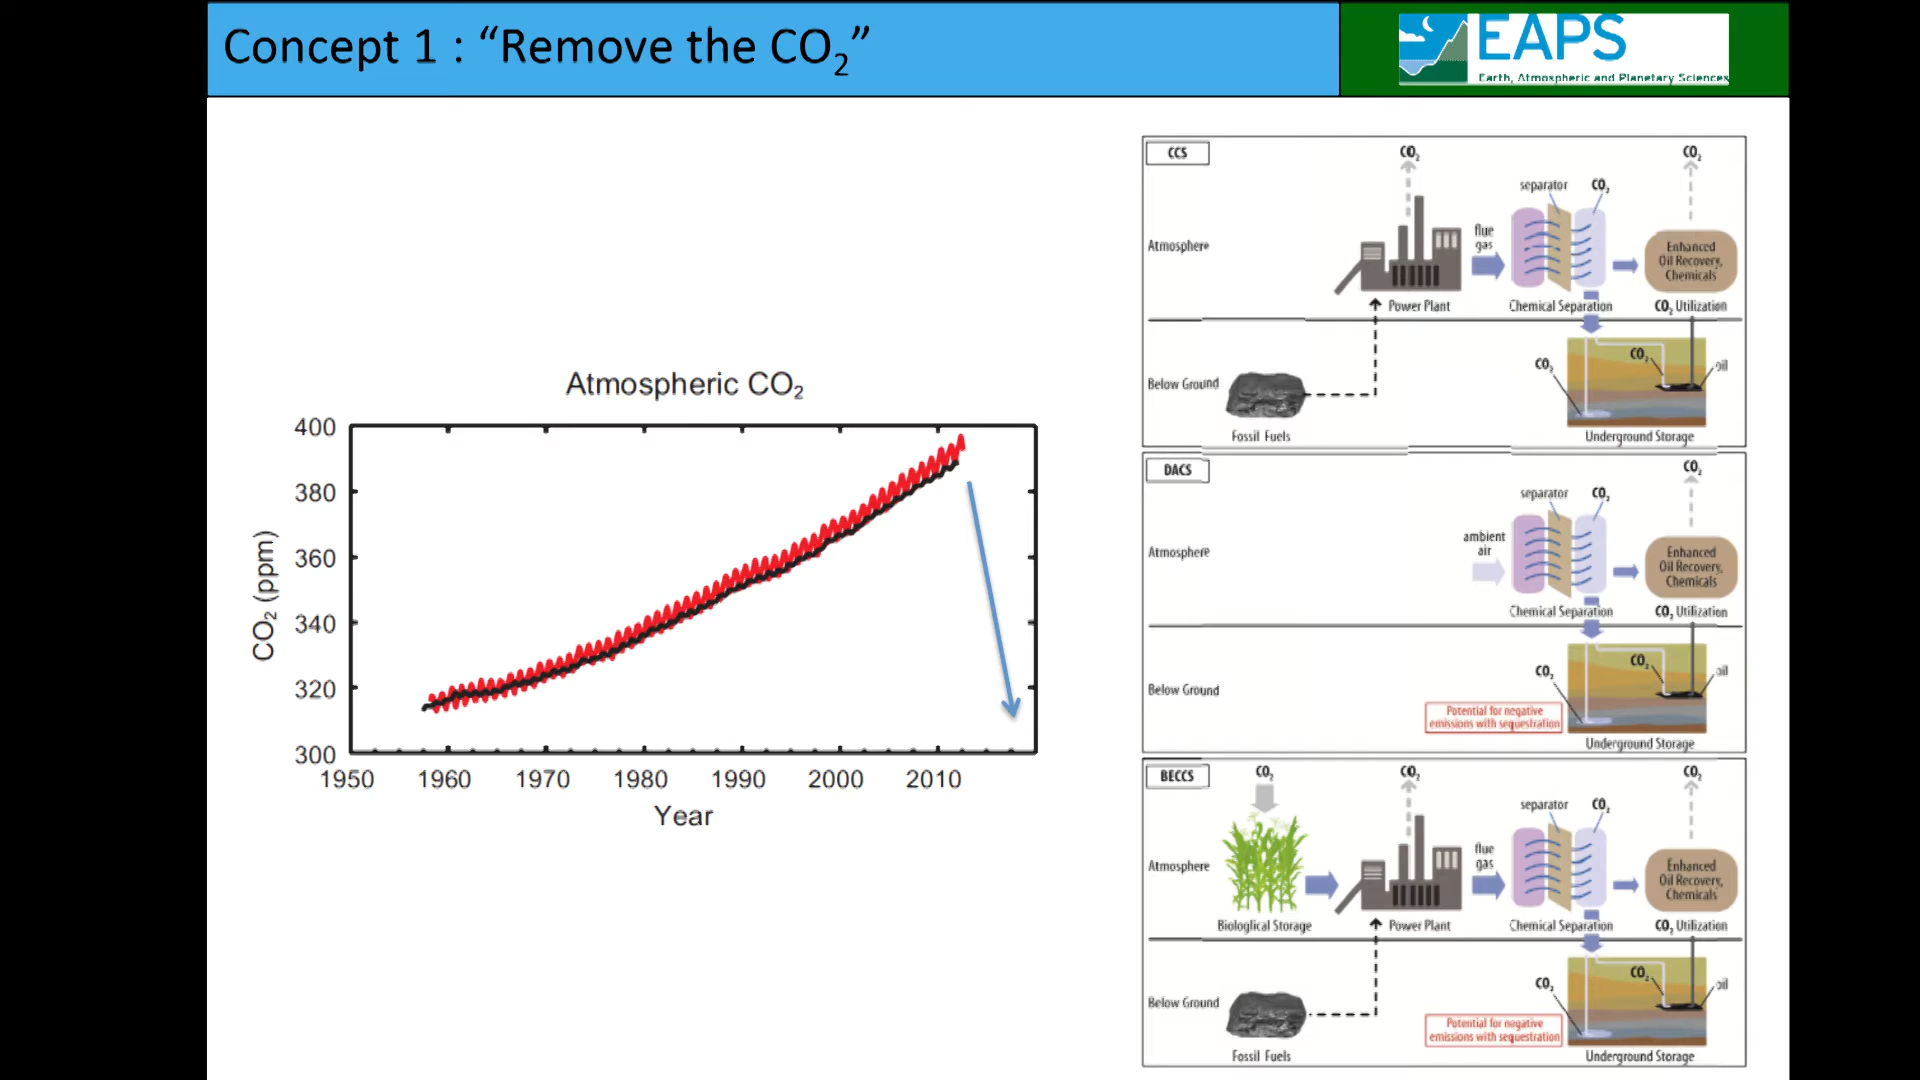 Concept 1 : “Remove the CO₂”
EAPS
Earth, Atmospheric and Planetary Sciences
Atmospheric CO₂
CO₂ (ppm)
400
380
360
340
320
300
1950 1960 1970 1980 1990 2000 2010
Year
CCS
CO₂
CO₂
separator
CO₂
Atmosphere
flue
gas
Enhanced
Oil Recovery,
Chemicals
Power Plant
Chemical Separation
CO₂ Utilization
Below Ground
CO₂
CO₂
oil
Fossil Fuels
Underground Storage
DACS
CO₂
separator
CO₂
Atmosphere
ambient
air
Enhanced
Oil Recovery,
Chemicals
Chemical Separation
CO₂ Utilization
Below Ground
CO₂
CO₂
oil
Potential for negative
emissions with sequestration
Underground Storage
BECCS
CO₂
CO₂
CO₂
separator
CO₂
Atmosphere
flue
gas
Enhanced
Oil Recovery,
Chemicals
Biological Storage
Power Plant
Chemical Separation
CO₂ Utilization
Below Ground
CO₂
CO₂
oil
Potential for negative
emissions with sequestration
Fossil Fuels
Underground Storage